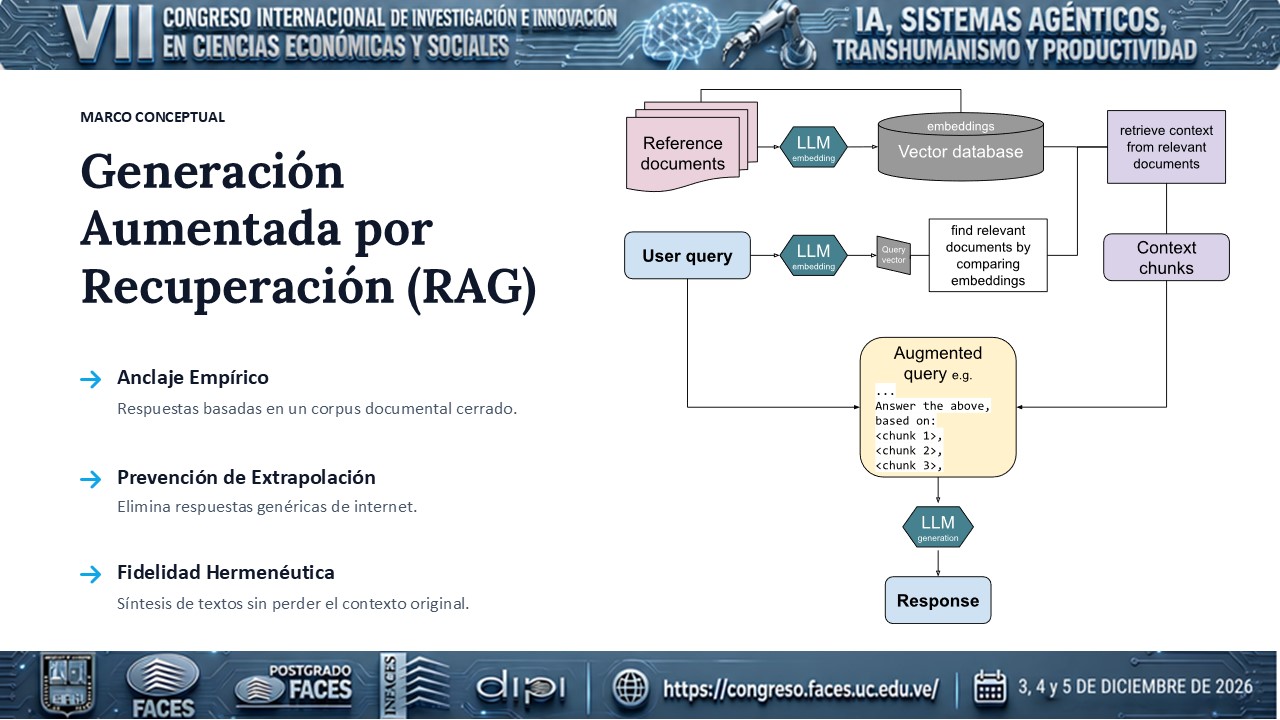 VII
CONGRESO INTERNACIONAL DE INVESTIGACIÓN E INNOVACIÓN
EN CIENCIAS ECONÓMICAS Y SOCIALES
IA, SISTEMAS AGÉNTICOS,
TRANSHUMANISMO Y PRODUCTIVIDAD
MARCO CONCEPTUAL
Generación
Aumentada por
Recuperación (RAG)
Anclaje Empírico
Respuestas basadas en un corpus documental cerrado.
Prevención de Extrapolación
Elimina respuestas genéricas de internet.
Fidelidad Hermenéutica
Síntesis de textos sin perder el contexto original.
Reference
documents
LLM
embedding
embeddings
Vector database
retrieve context
from relevant
documents
User query
LLM
embedding
Query
vector
find relevant
documents by
comparing
embeddings
Context
chunks
Augmented
query e.g.
...
Answer the above,
based on:
<chunk 1>,
<chunk 2>,
<chunk 3>,
LLM
generation
Response
FACES
POSTGRADO
FACES
INFACES
dipi
https://congreso.faces.uc.edu.ve/
3, 4 y 5 DE DICIEMBRE DE 2026